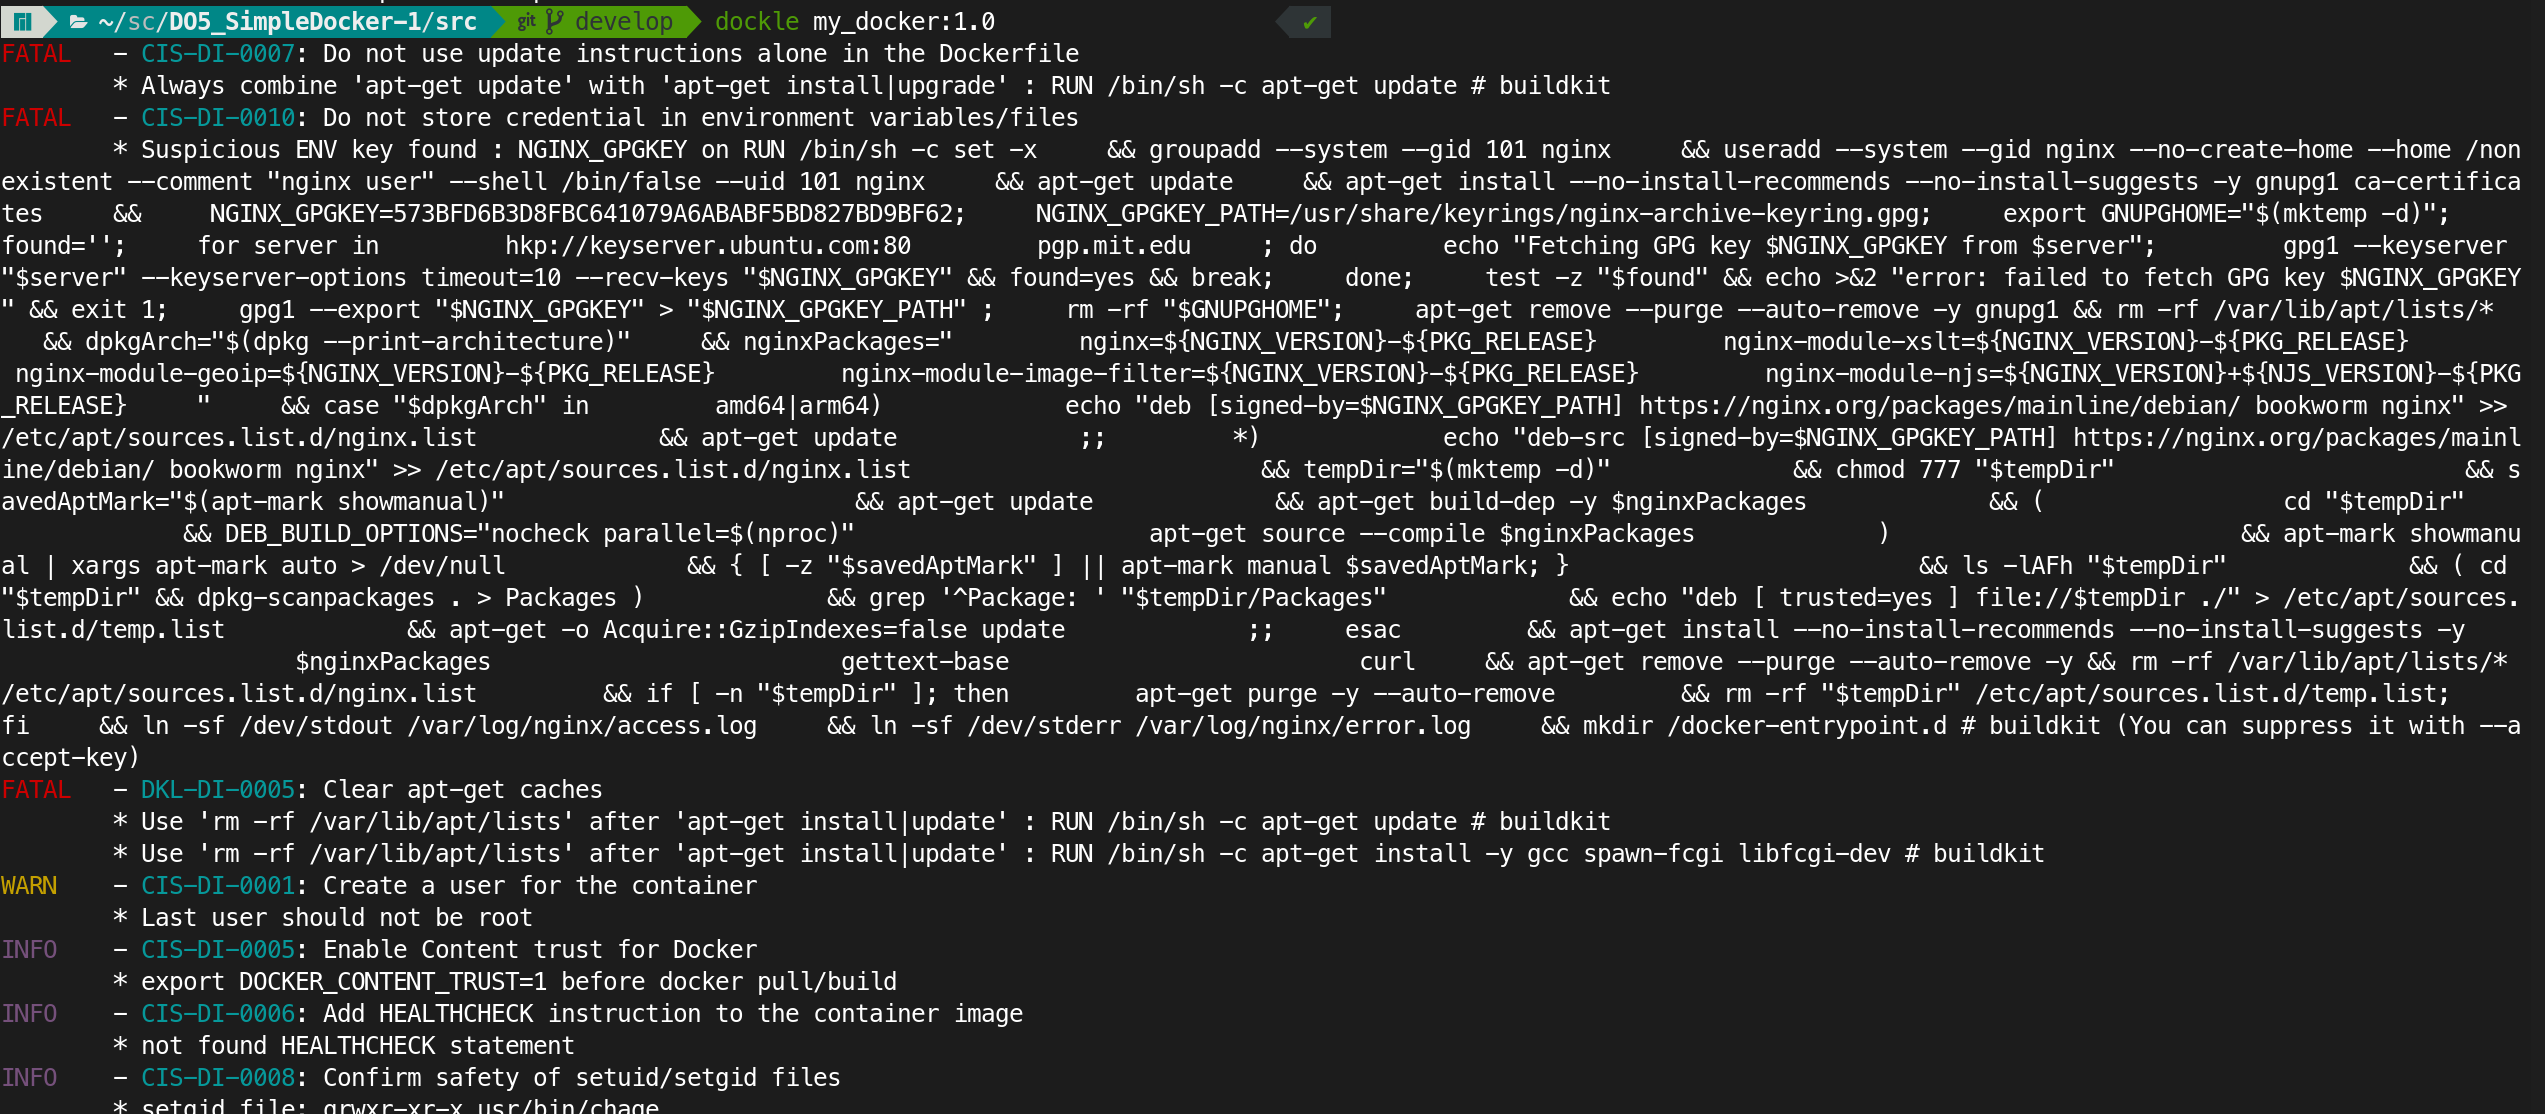 ~/sc/DO5_SimpleDocker-1/src git develop dockle my_docker:1.0 ✔
FATAL - CIS-DI-0007: Do not use update instructions alone in the Dockerfile
* Always combine 'apt-get update' with 'apt-get install|upgrade' : RUN /bin/sh -c apt-get update # buildkit
FATAL - CIS-DI-0010: Do not store credential in environment variables/files
* Suspicious ENV key found : NGINX_GPGKEY on RUN /bin/sh -c set -x && groupadd --system --gid 101 nginx && useradd --system --gid nginx --no-create-home --home /non
existent --comment "nginx user" --shell /bin/false --uid 101 nginx && apt-get update && apt-get install --no-install-recommends --no-install-suggests -y gnupg1 ca-certifica
tes && NGINX_GPGKEY=573BFD6B3D8FBC641079A6ABABF5BD827BD9BF62; NGINX_GPGKEY_PATH=/usr/share/keyrings/nginx-archive-keyring.gpg; export GNUPGHOME="$(mktemp -d)";
found=''; for server in hkp://keyserver.ubuntu.com:80 pgp.mit.edu ; do echo "Fetching GPG key $NGINX_GPGKEY from $server"; gpg1 --keyserver
"$server" --keyserver-options timeout=10 --recv-keys "$NGINX_GPGKEY" && found=yes && break; done; test -z "$found" && echo >&2 "error: failed to fetch GPG key $NGINX_GPGKEY
" && exit 1; gpg1 --export "$NGINX_GPGKEY" > "$NGINX_GPGKEY_PATH" ; rm -rf "$GNUPGHOME"; apt-get remove --purge --auto-remove -y gnupg1 && rm -rf /var/lib/apt/lists/*
&& dpkgArch="$(dpkg --print-architecture)" && nginxPackages=" nginx=${NGINX_VERSION}-${PKG_RELEASE} nginx-module-xslt=${NGINX_VERSION}-${PKG_RELEASE}
nginx-module-geoip=${NGINX_VERSION}-${PKG_RELEASE} nginx-module-image-filter=${NGINX_VERSION}-${PKG_RELEASE} nginx-module-njs=${NGINX_VERSION}+${NJS_VERSION}-${PKG
_RELEASE} " && case "$dpkgArch" in amd64|arm64) echo "deb [signed-by=$NGINX_GPGKEY_PATH] https://nginx.org/packages/mainline/debian/ bookworm nginx" >>
/etc/apt/sources.list.d/nginx.list && apt-get update ;; *) echo "deb-src [signed-by=$NGINX_GPGKEY_PATH] https://nginx.org/packages/mainl
ine/debian/ bookworm nginx" >> /etc/apt/sources.list.d/nginx.list && tempDir="$(mktemp -d)" && chmod 777 "$tempDir" && s
avedAptMark="$(apt-mark showmanual)" && apt-get update && apt-get build-dep -y $nginxPackages && ( cd "$tempDir"
&& DEB_BUILD_OPTIONS="nocheck parallel=$(nproc)" apt-get source --compile $nginxPackages ) && apt-mark showmanu
al | xargs apt-mark auto > /dev/null && { [ -z "$savedAptMark" ] || apt-mark manual $savedAptMark; } && ls -lAFh "$tempDir" && ( cd
"$tempDir" && dpkg-scanpackages . > Packages ) && grep '^Package: ' "$tempDir/Packages" && echo "deb [ trusted=yes ] file://$tempDir ./" > /etc/apt/sources.
list.d/temp.list && apt-get -o Acquire::GzipIndexes=false update ;; esac && apt-get install --no-install-recommends --no-install-suggests -y
$nginxPackages gettext-base curl && apt-get remove --purge --auto-remove -y && rm -rf /var/lib/apt/lists/*
/etc/apt/sources.list.d/nginx.list && if [ -n "$tempDir" ]; then apt-get purge -y --auto-remove && rm -rf "$tempDir" /etc/apt/sources.list.d/temp.list;
fi && ln -sf /dev/stdout /var/log/nginx/access.log && ln -sf /dev/stderr /var/log/nginx/error.log && mkdir /docker-entrypoint.d # buildkit (You can suppress it with --a
ccept-key)
FATAL - DKL-DI-0005: Clear apt-get caches
* Use 'rm -rf /var/lib/apt/lists' after 'apt-get install|update' : RUN /bin/sh -c apt-get update # buildkit
* Use 'rm -rf /var/lib/apt/lists' after 'apt-get install|update' : RUN /bin/sh -c apt-get install -y gcc spawn-fcgi libfcgi-dev # buildkit
WARN - CIS-DI-0001: Create a user for the container
* Last user should not be root
INFO - CIS-DI-0005: Enable Content trust for Docker
* export DOCKER_CONTENT_TRUST=1 before docker pull/build
INFO - CIS-DI-0006: Add HEALTHCHECK instruction to the container image
* not found HEALTHCHECK statement
INFO - CIS-DI-0008: Confirm safety of setuid/setgid files
* setgid file: grwxr-xr-x usr/bin/chage